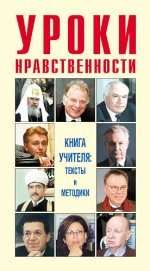 УРОКИ
НРАВСТВЕННОСТИ
КНИГА
УЧИТЕЛЯ:
ТЕКСТЫ
И
МЕТОДИКИ